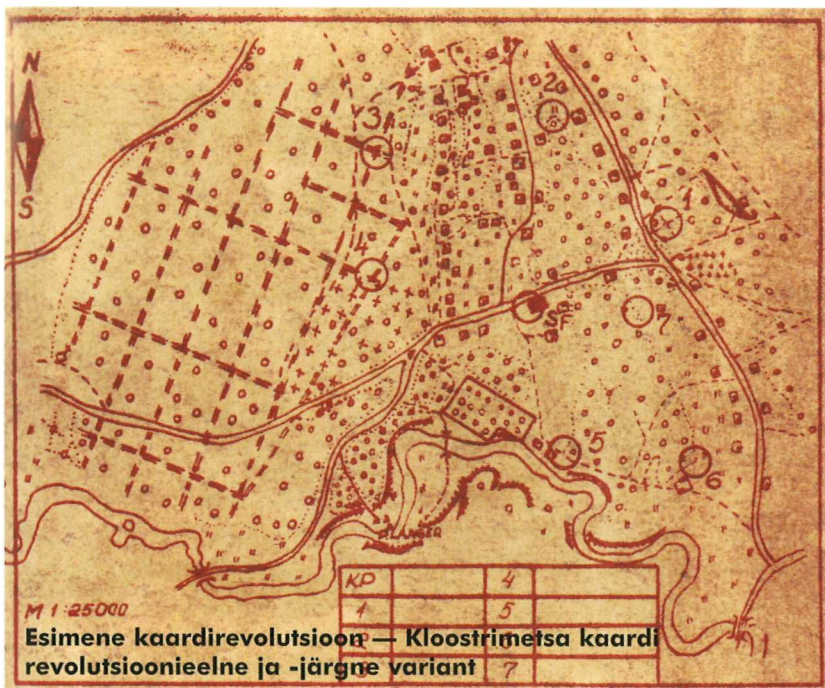 N
S
2
3
1
4
S
F
7
5
6
KP 4
1 5
M 1:25000
Esimene kaardirevolutsioon — Kloostrimetsa kaardi
revolutsioonieelne ja -järgne variant
7